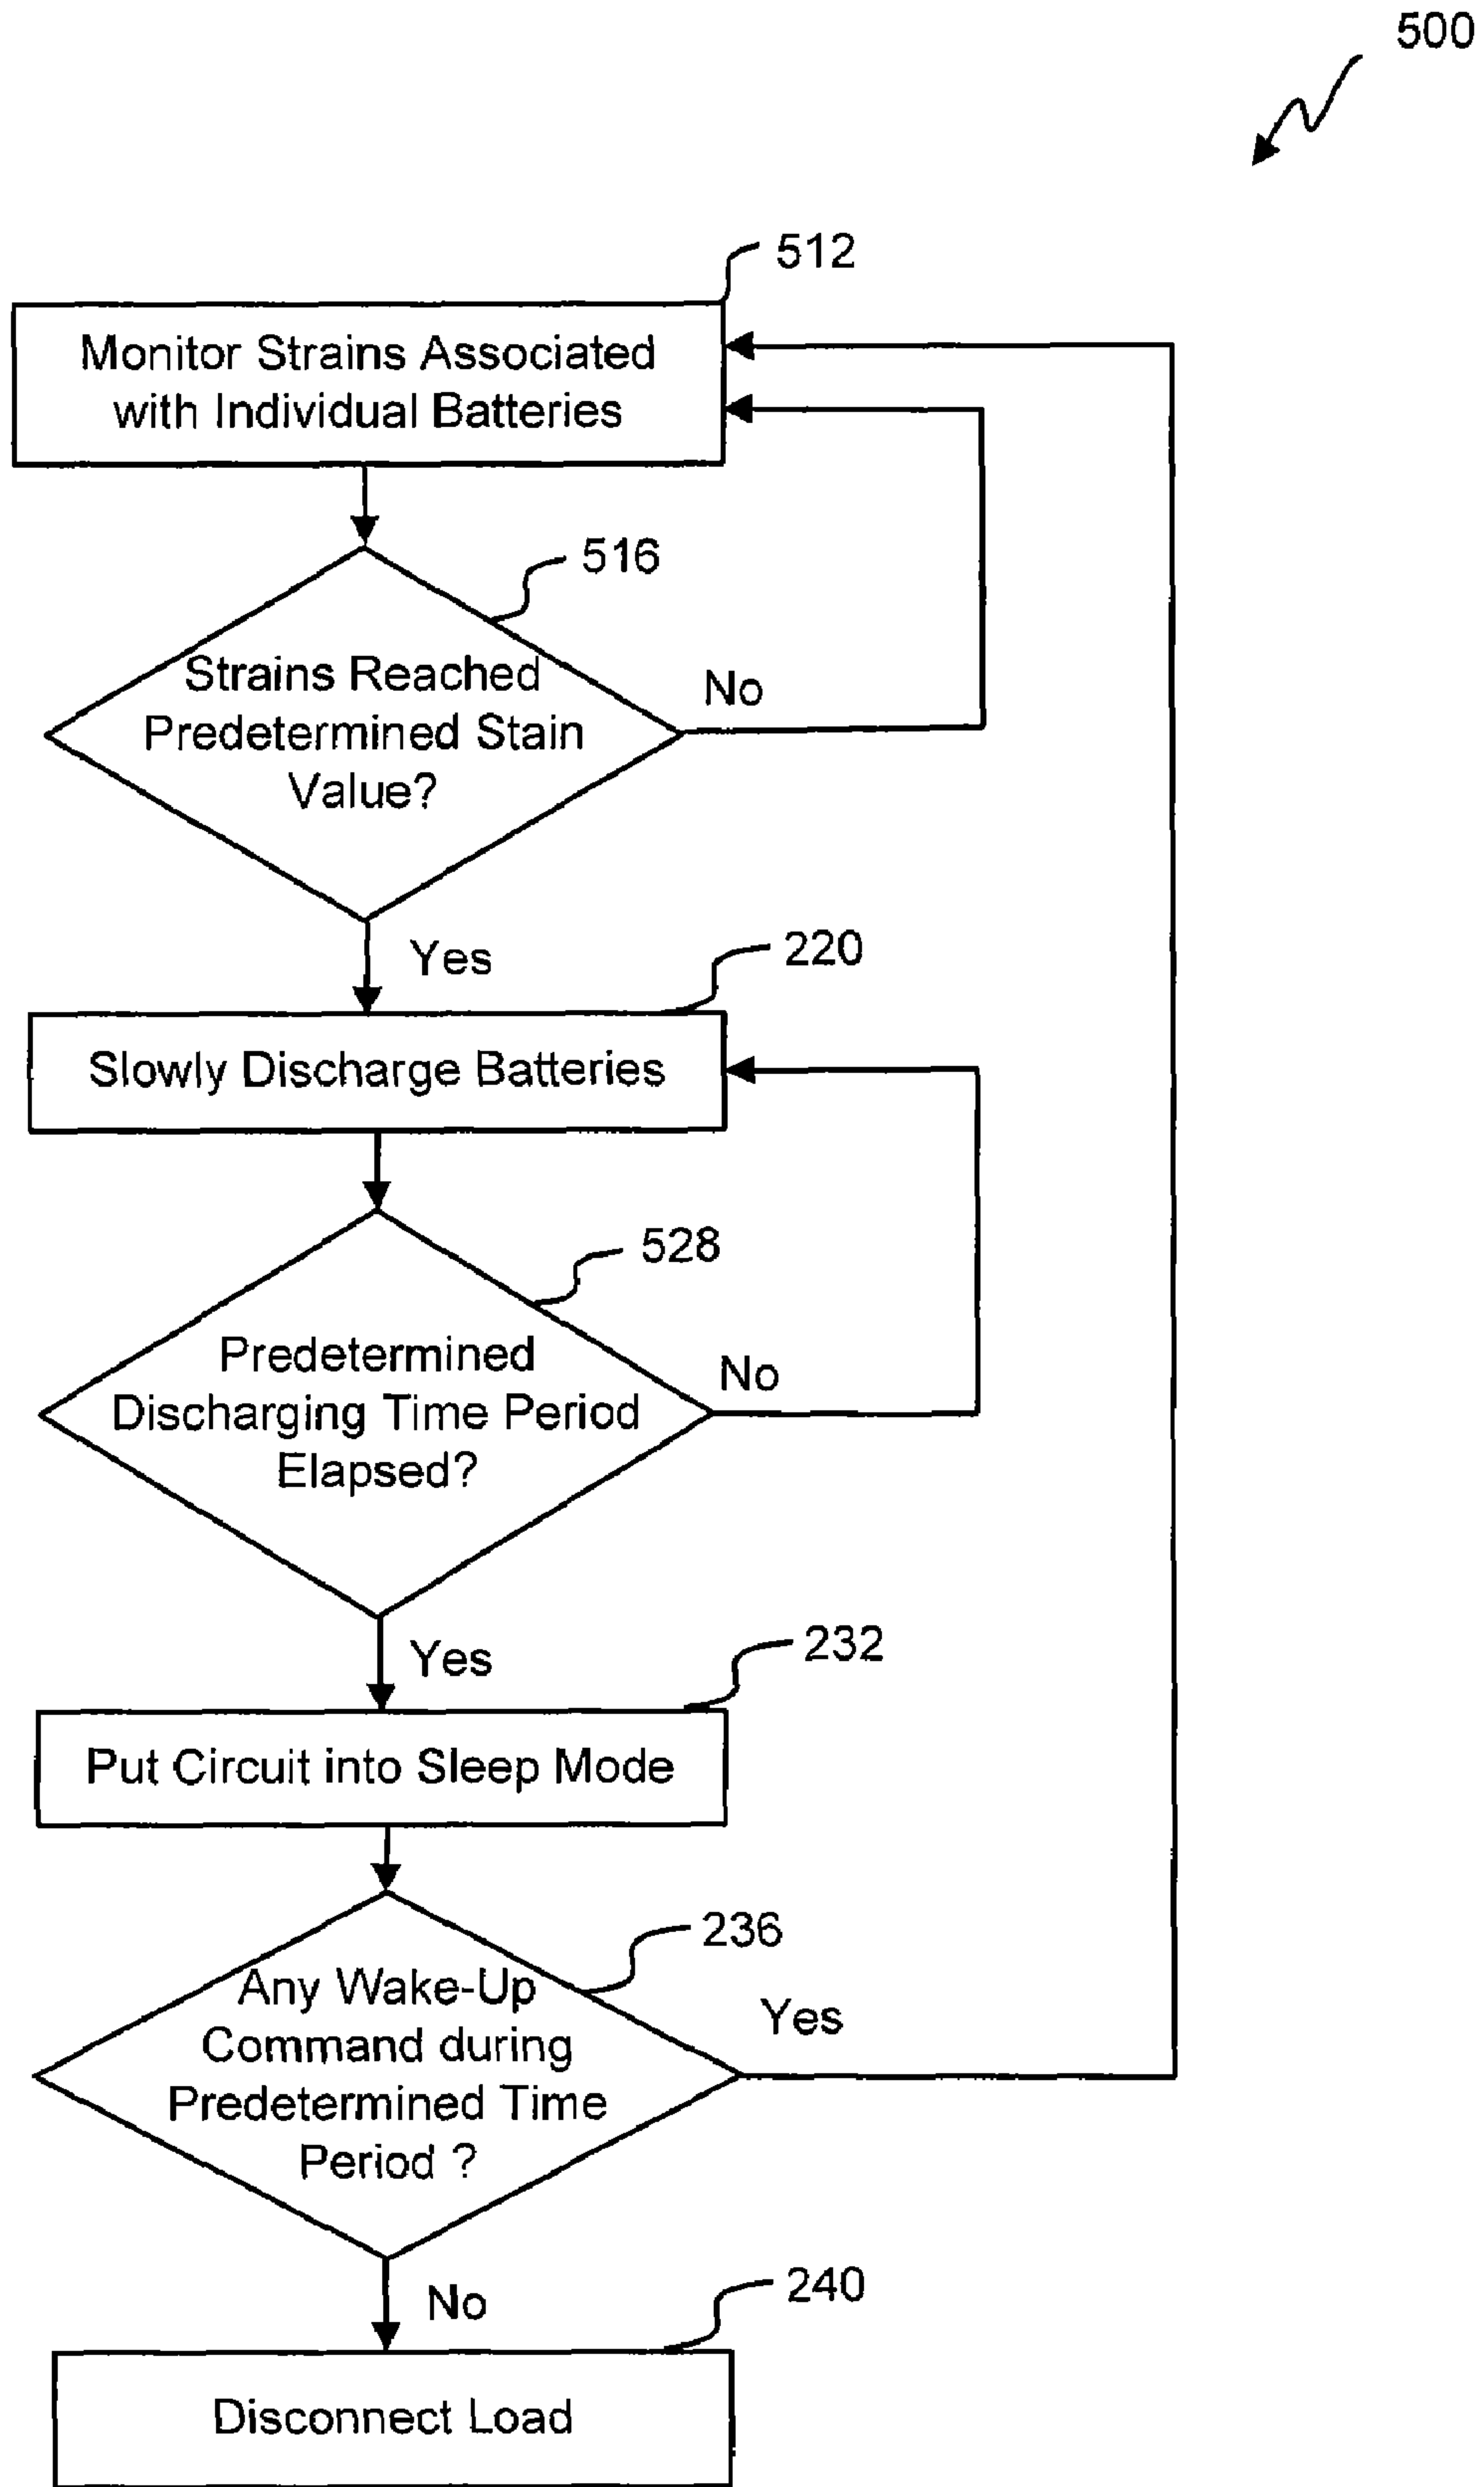 500
512
Monitor Strains Associated
with Individual Batteries
516
Strains Reached
Predetermined Stain
Value?
No
Yes
220
Slowly Discharge Batteries
528
Predetermined
Discharging Time Period
Elapsed?
No
Yes
232
Put Circuit into Sleep Mode
236
Any Wake-Up
Command during
Predetermined Time
Period ?
Yes
No
240
Disconnect Load